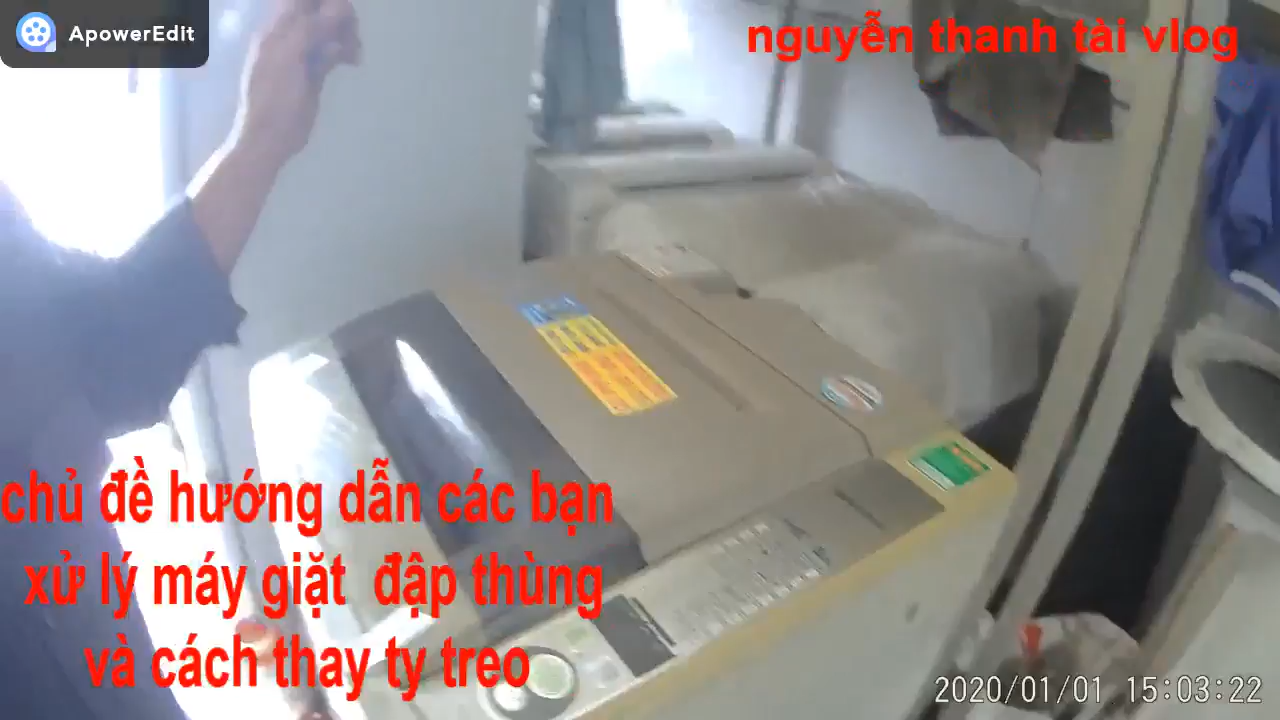 ApowerEdit
nguyễn thanh tài vlog
chủ đề hướng dẫn các bạn
xử lý máy giặt đập thùng
và cách thay ty treo
2020/01/01 15:03:22